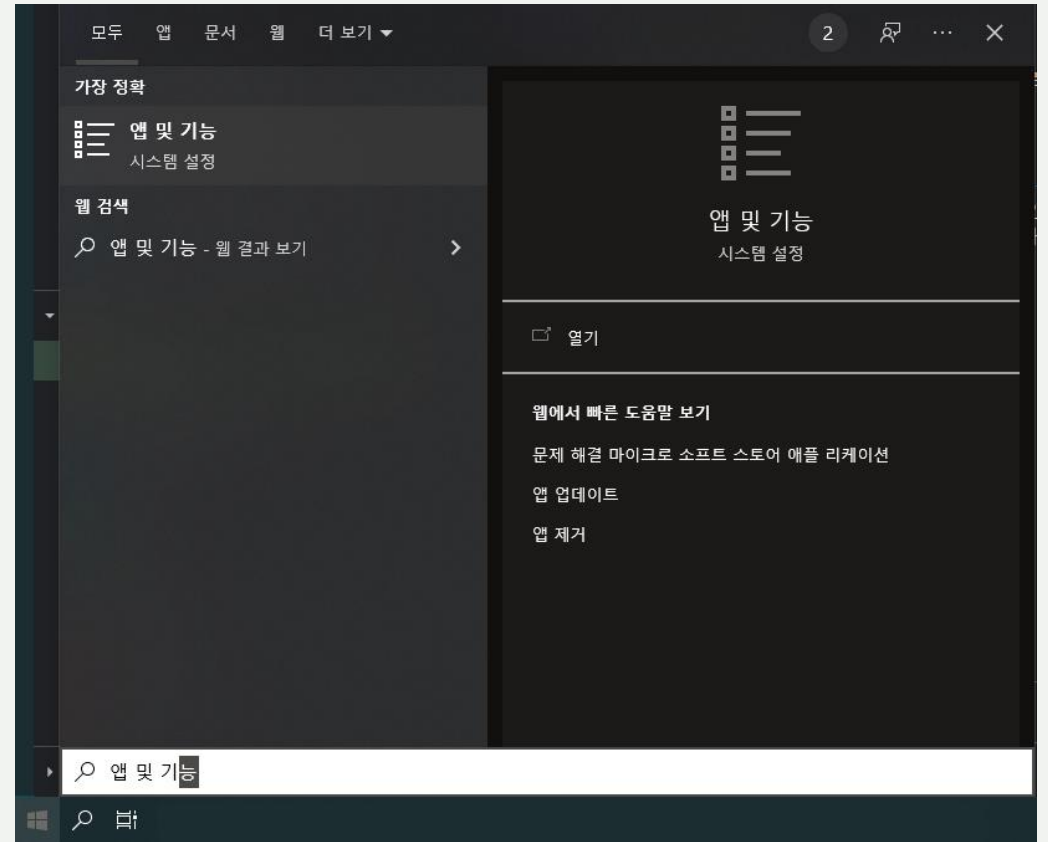 모두 앱 문서 웹 더 보기 2 ...
가장 정확
앱 및 기능
시스템 설정
웹 검색
앱 및 기능 - 웹 결과 보기
앱 및 기능
시스템 설정
열기
웹에서 빠른 도움말 보기
문제 해결 마이크로 소프트 스토어 애플 리케이션
앱 업데이트
앱 제거
앱 및 기능